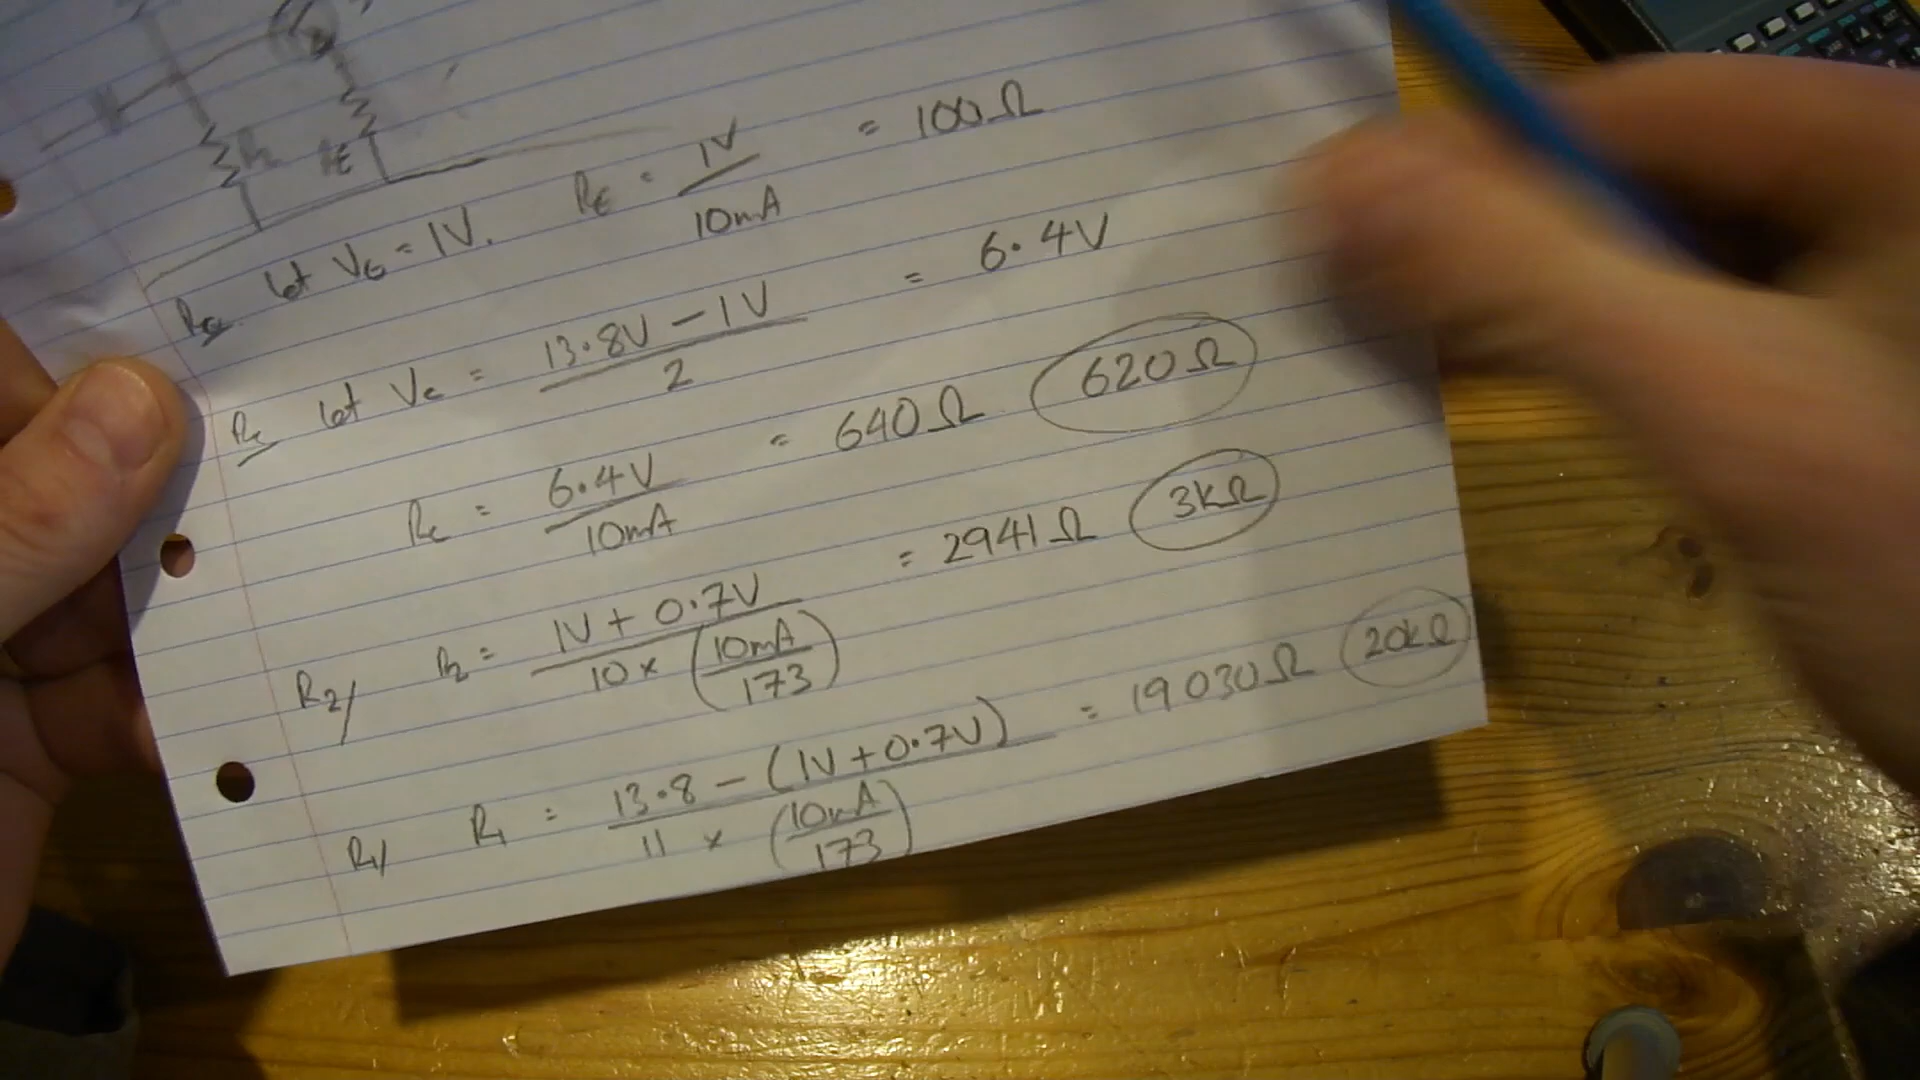 RE
RE let VE = 1V. RE = 1V / 10mA = 100Ω
Rc let Vc = 13.8V - 1V / 2 = 6.4V
Rc = 6.4V / 10mA = 640Ω 620Ω
R2/ R2 = 1V + 0.7V / 10 × (10mA / 173) = 2941Ω 3kΩ
R1/ R1 = 13.8 - (1V + 0.7V) / 11 × (10mA / 173) = 19030Ω 20kΩ